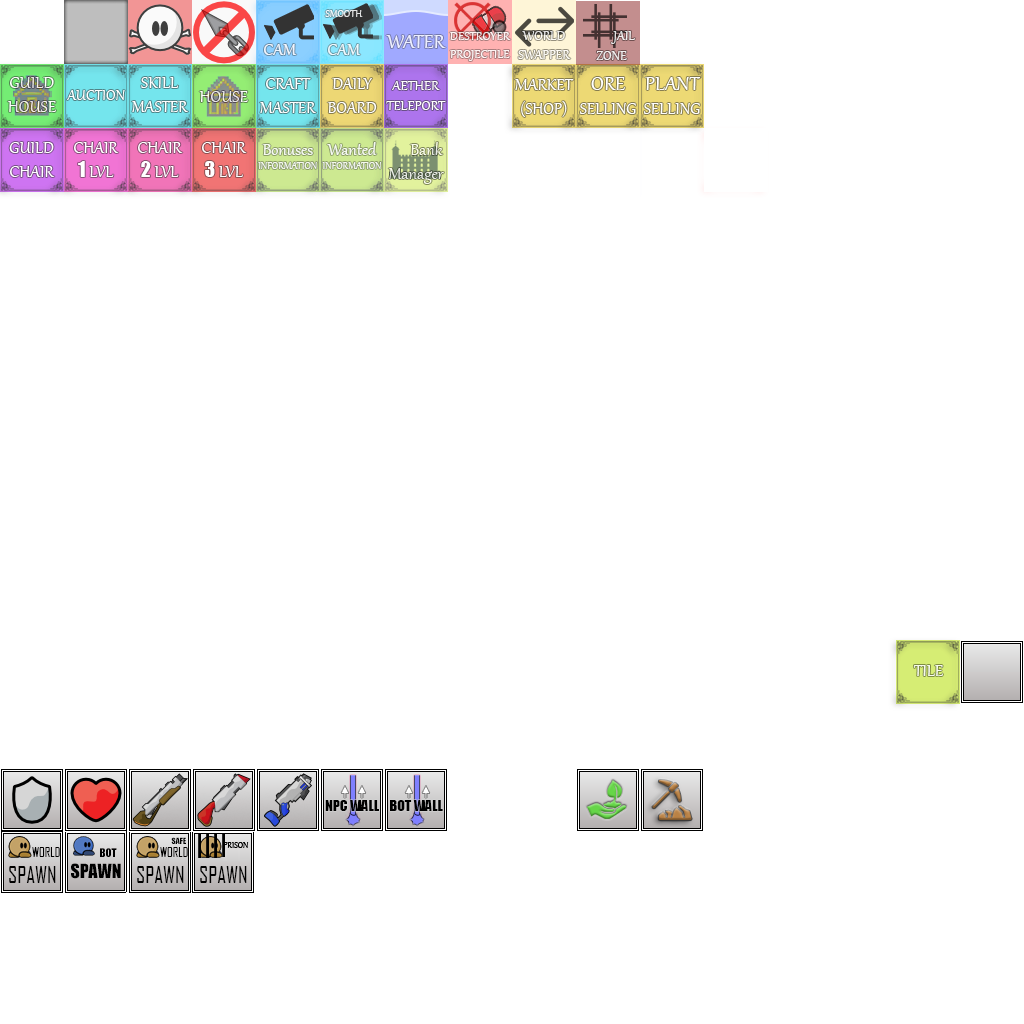 CAM
SMOOTH
CAM
WATER
DESTROYER
PROJECTILE
WORLD
SWAPPER
JAIL
ZONE
GUILD
HOUSE
AUCTION
SKILL
MASTER
HOUSE
CRAFT
MASTER
DAILY
BOARD
AETHER
TELEPORT
MARKET
(SHOP)
ORE
SELLING
PLANT
SELLING
GUILD
CHAIR
CHAIR
1 LVL
CHAIR
2 LVL
CHAIR
3 LVL
Bonuses
INFORMATION
Wanted
INFORMATION
Bank
Manager
TILE
NPC WALL
BOT WALL
WORLD
SPAWN
BOT
SPAWN
SAFE
WORLD
SPAWN
PRISON
SPAWN